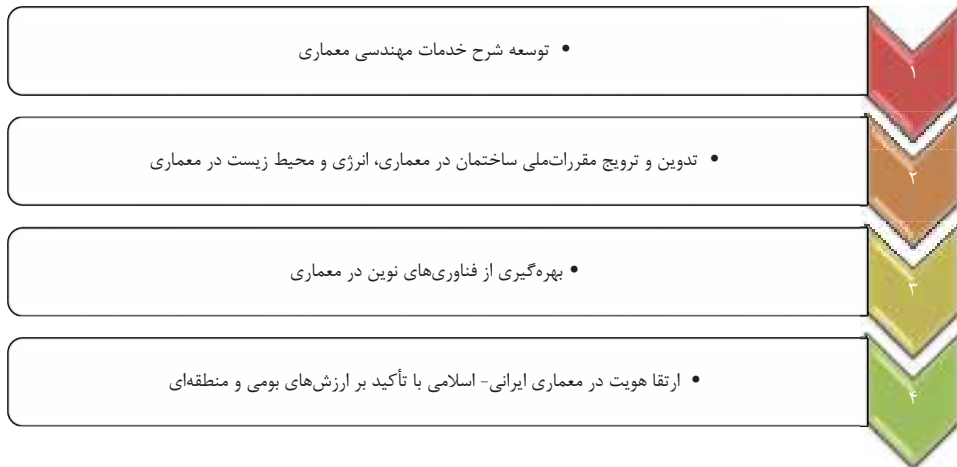 ۱
• توسعه شرح خدمات مهندسی معماری
۲
• تدوین و ترویج مقررات‌ملی ساختمان در معماری، انرژی و محیط زیست در معماری
۳
• بهره‌گیری از فناوری‌های نوین در معماری
۴
• ارتقا هویت در معماری ایرانی- اسلامی با تأکید بر ارزش‌های بومی و منطقه‌ای